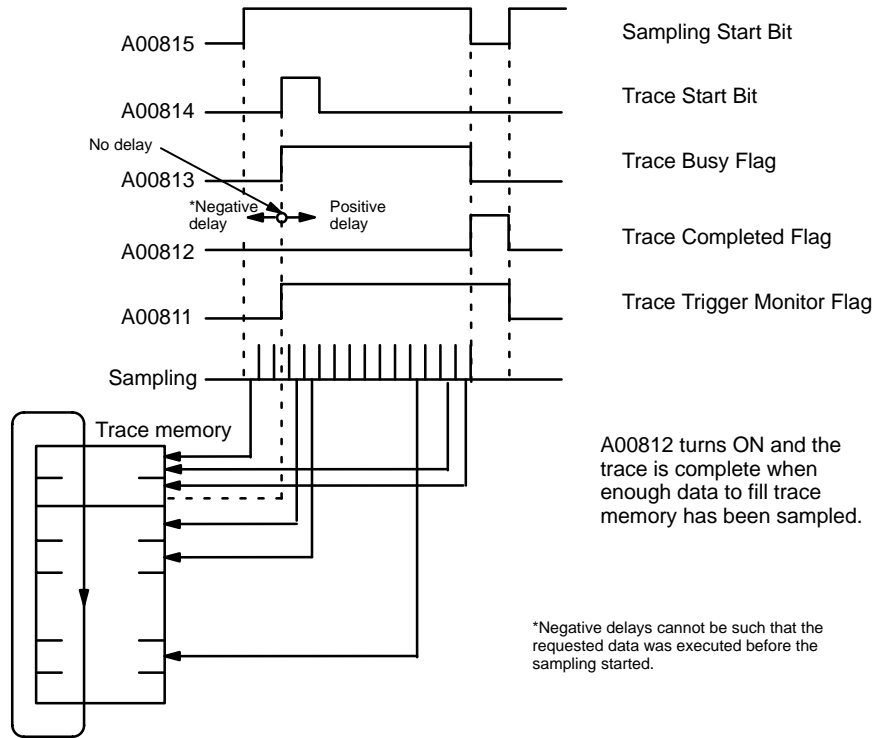 A00815
Sampling Start Bit
A00814
Trace Start Bit
No delay
A00813
Trace Busy Flag
*Negative
delay
Positive
delay
A00812
Trace Completed Flag
A00811
Trace Trigger Monitor Flag
Sampling
Trace memory
A00812 turns ON and the
trace is complete when
enough data to fill trace
memory has been sampled.
*Negative delays cannot be such that the
requested data was executed before the
sampling started.